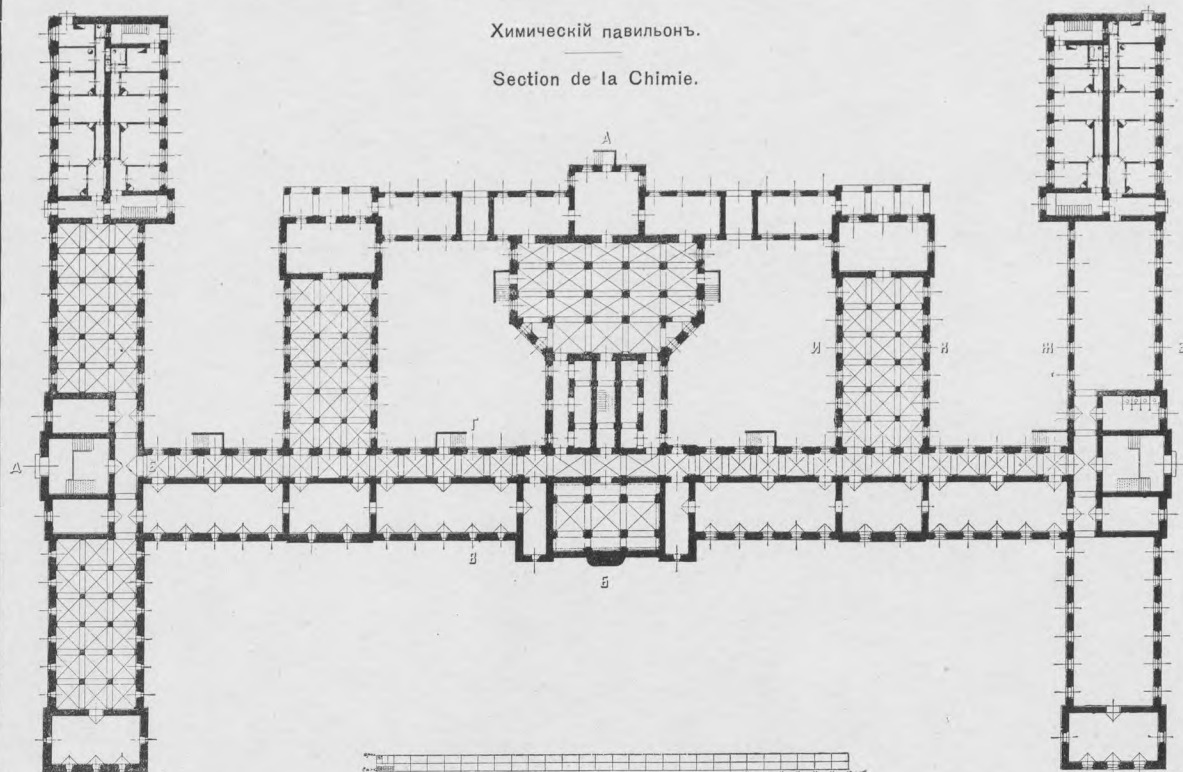 Химическій павильонъ.
Section de la Chimie.
А
И И Ж
Г
А
В
Б